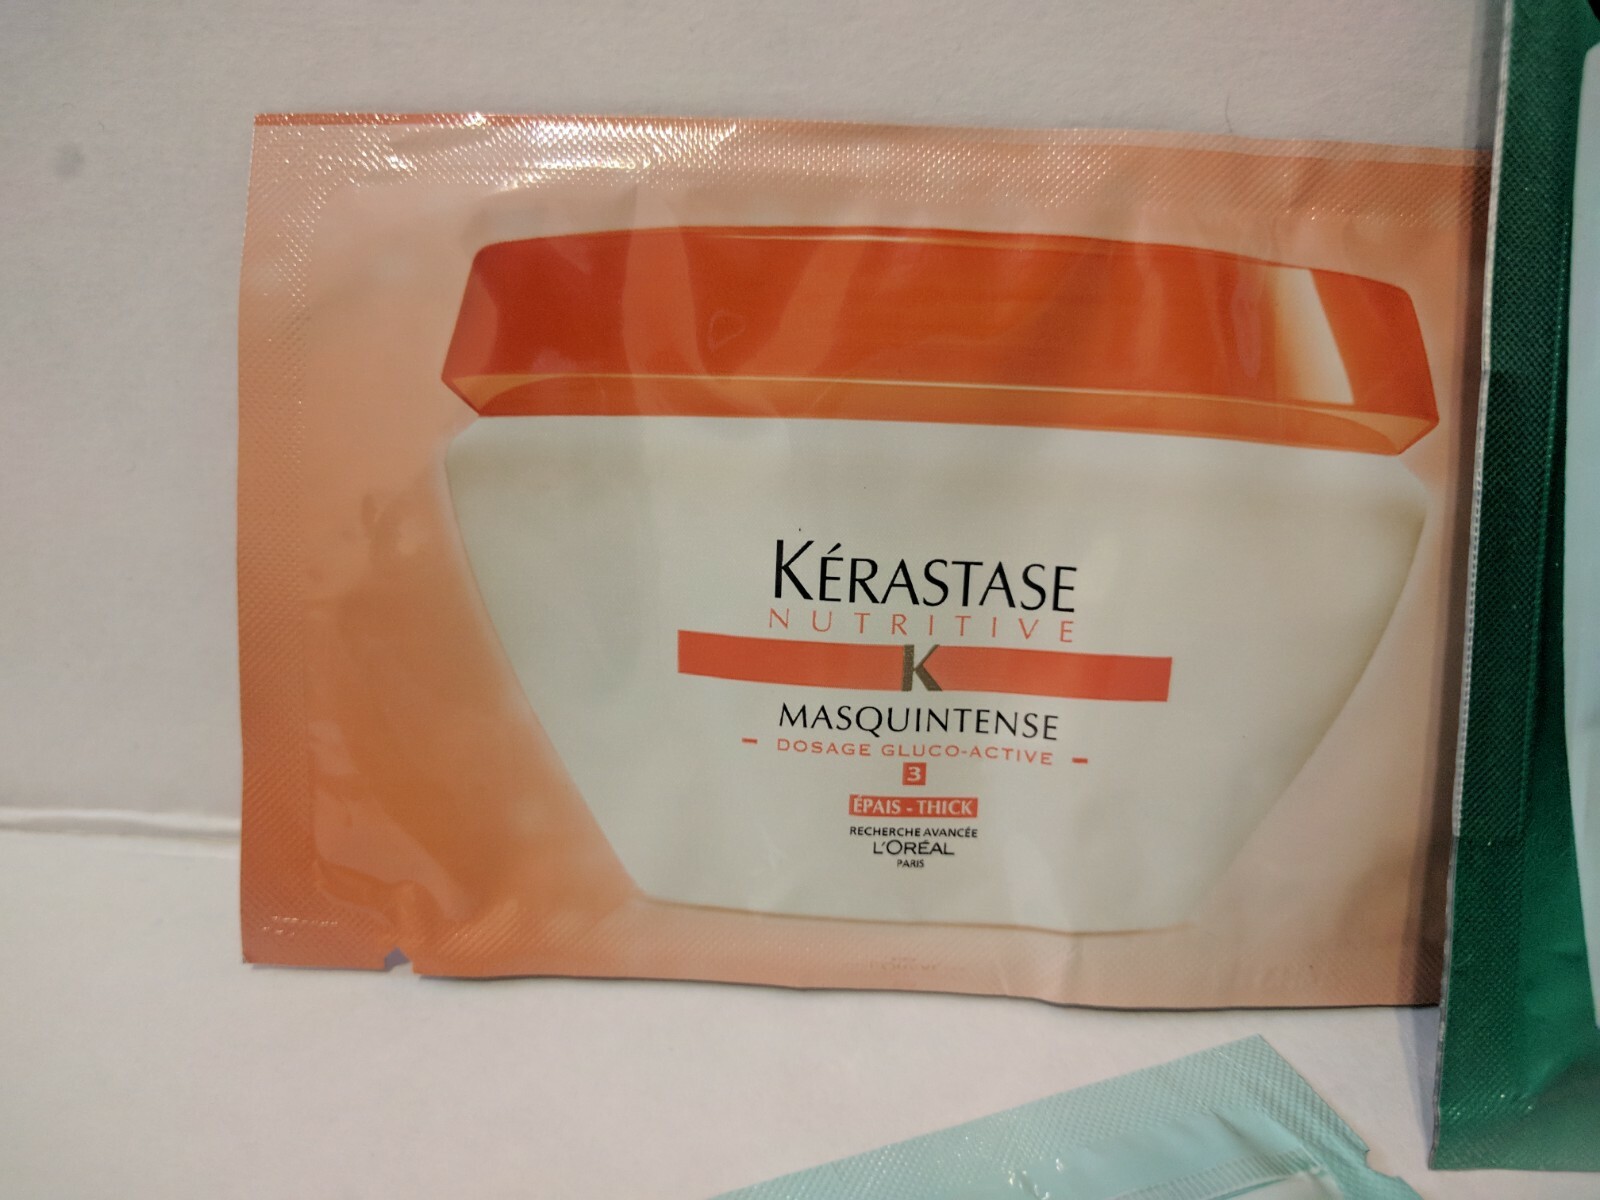 KÉRASTASE
NUTRITIVE
K
MASQUINTENSE
- DOSAGE GLUCO-ACTIVE -
3
ÉPAIS - THICK
RECHERCHE AVANCÉE
L'ORÉAL
PARIS